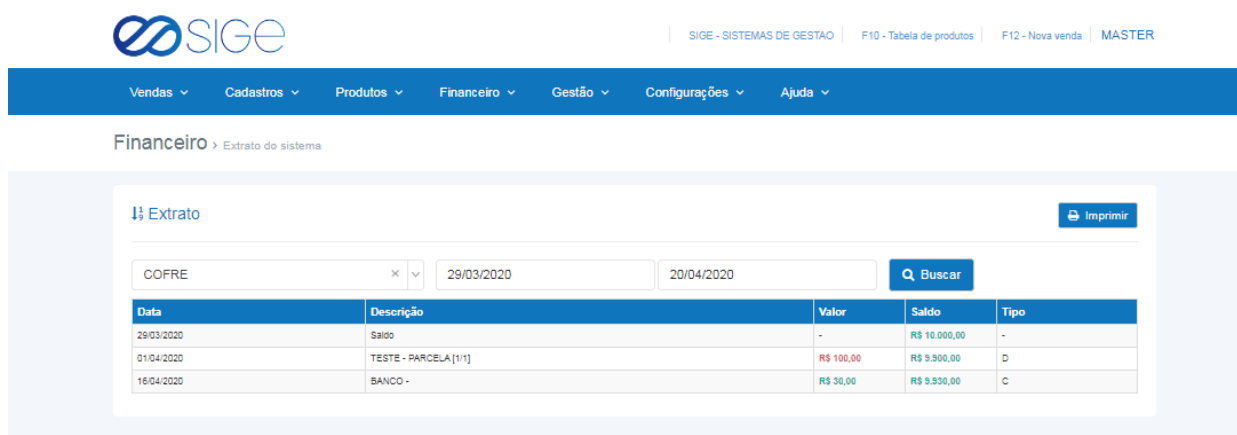 SIGE
SIGE - SISTEMAS DE GESTAO F10 - Tabela de produtos F12 - Nova venda MASTER
Vendas Cadastros Produtos Financeiro Gestão Configurações Ajuda
Financeiro > Extrato do sistema
Extrato
Imprimir
COFRE × 29/03/2020 20/04/2020 Buscar
Data Descrição Valor Saldo Tipo
29/03/2020 Saldo - R$ 10.000,00 -
01/04/2020 TESTE - PARCELA [1/1] R$ 100,00 R$ 9.900,00 D
16/04/2020 BANCO - R$ 30,00 R$ 9.930,00 C